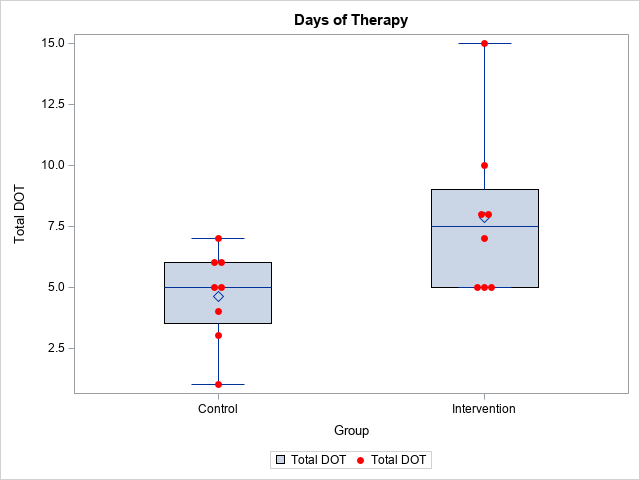 Days of Therapy
15.0
12.5
10.0
7.5
5.0
2.5
Total DOT
Control Intervention
Group
Total DOT Total DOT